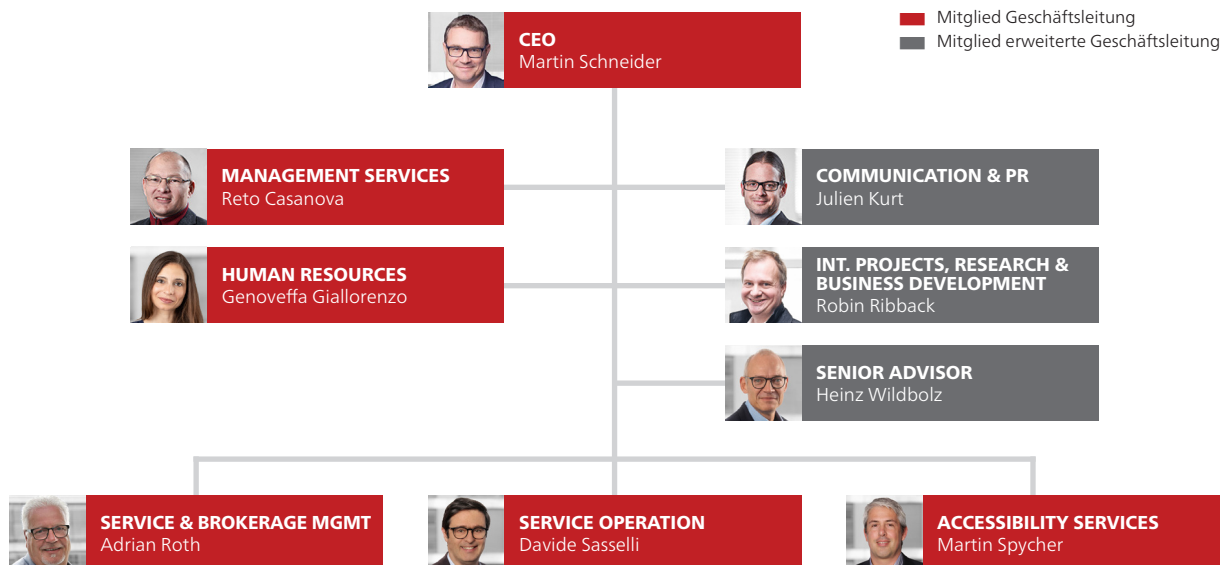 Mitglied Geschäftsleitung
Mitglied erweiterte Geschäftsleitung
CEO
Martin Schneider
MANAGEMENT SERVICES
Reto Casanova
COMMUNICATION & PR
Julien Kurt
HUMAN RESOURCES
Genoveffa Giallorenzo
INT. PROJECTS, RESEARCH &
BUSINESS DEVELOPMENT
Robin Ribback
SENIOR ADVISOR
Heinz Wildbolz
SERVICE & BROKERAGE MGMT
Adrian Roth
SERVICE OPERATION
Davide Sasselli
ACCESSIBILITY SERVICES
Martin Spycher